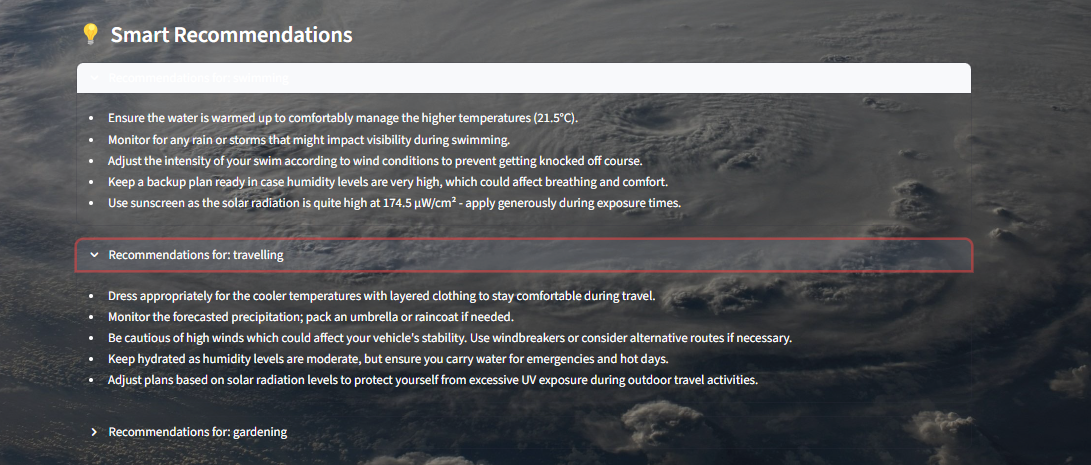 💡 Smart Recommendations
• Ensure the water is warmed up to comfortably manage the higher temperatures (21.5°C).
• Monitor for any rain or storms that might impact visibility during swimming.
• Adjust the intensity of your swim according to wind conditions to prevent getting knocked off course.
• Keep a backup plan ready in case humidity levels are very high, which could affect breathing and comfort.
• Use sunscreen as the solar radiation is quite high at 174.5 μW/cm² - apply generously during exposure times.
Recommendations for: travelling
• Dress appropriately for the cooler temperatures with layered clothing to stay comfortable during travel.
• Monitor the forecasted precipitation; pack an umbrella or raincoat if needed.
• Be cautious of high winds which could affect your vehicle's stability. Use windbreakers or consider alternative routes if necessary.
• Keep hydrated as humidity levels are moderate, but ensure you carry water for emergencies and hot days.
• Adjust plans based on solar radiation levels to protect yourself from excessive UV exposure during outdoor travel activities.
Recommendations for: gardening